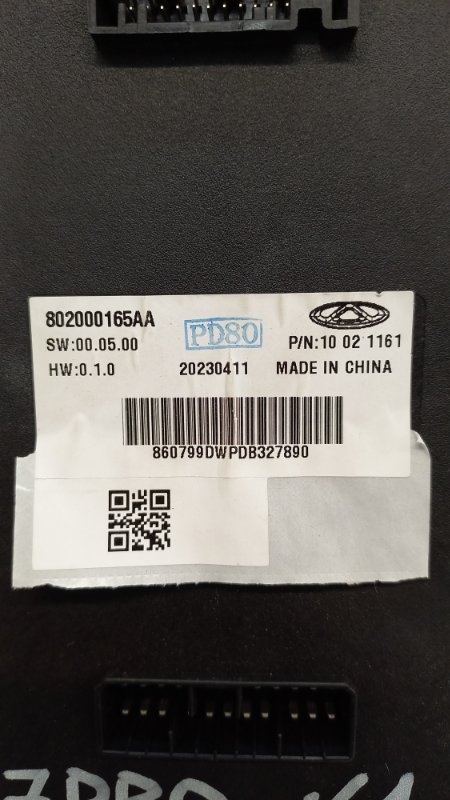 802000165AA
PD80
SW:00.05.00
P/N:10 02 1161
HW:0.1.0
20230411
MADE IN CHINA
860799DWPDB327890